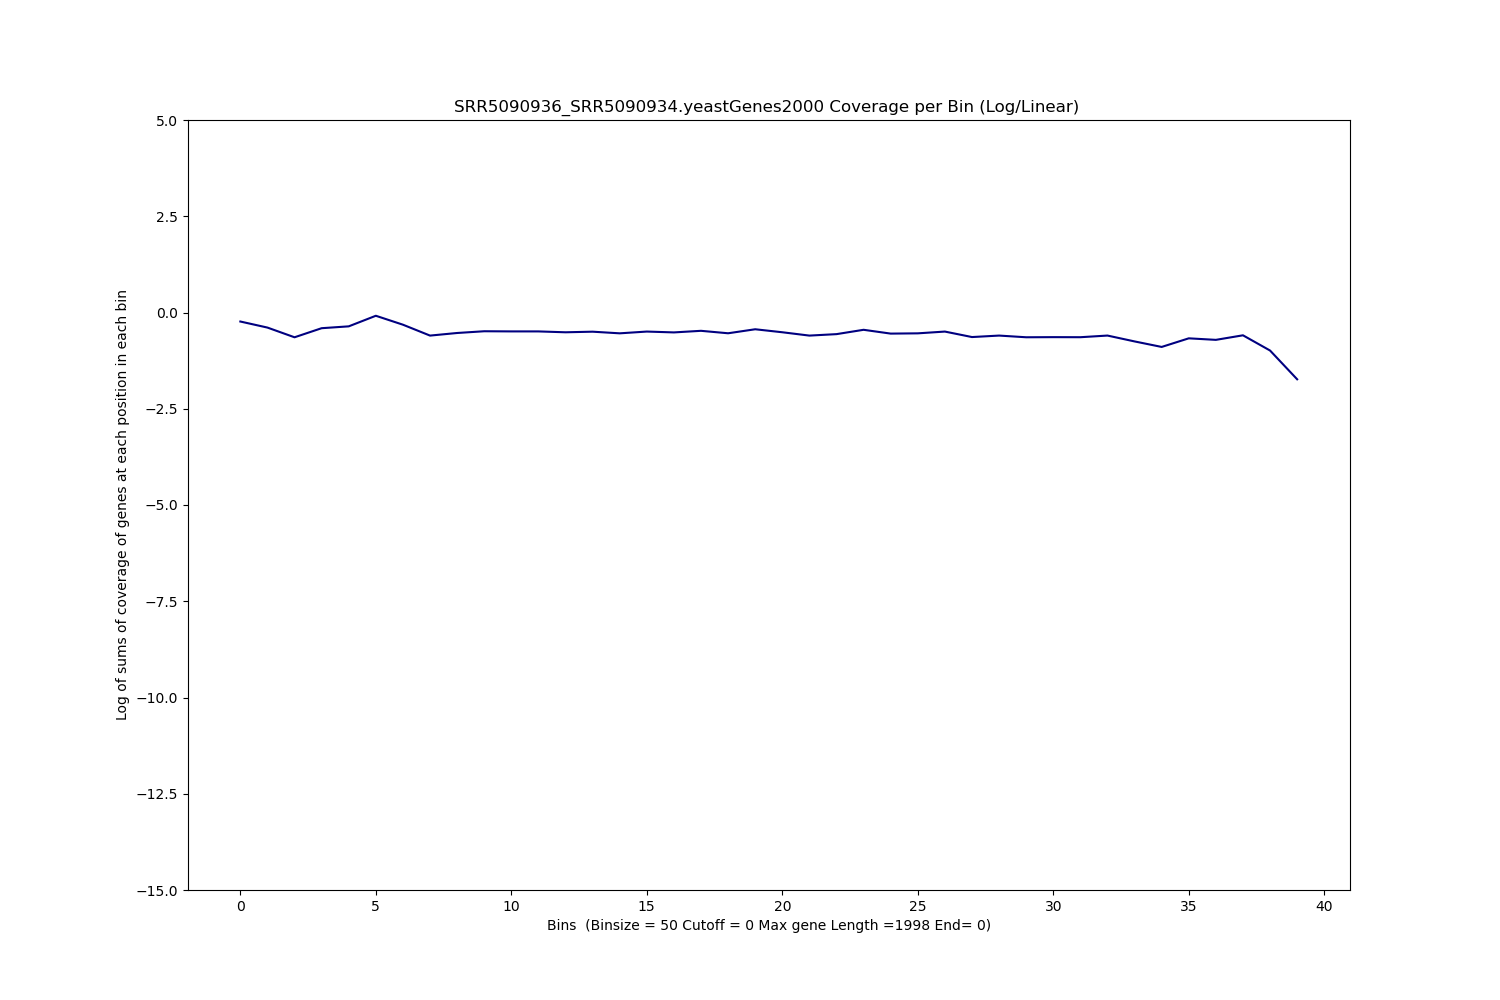 SRR5090936_SRR5090934.yeastGenes2000 Coverage per Bin (Log/Linear)
Log of sums of coverage of genes at each position in each bin
5.0
2.5
0.0
−2.5
−5.0
−7.5
−10.0
−12.5
−15.0
0 5 10 15 20 25 30 35 40
Bins  (Binsize = 50 Cutoff = 0 Max gene Length =1998 End= 0)